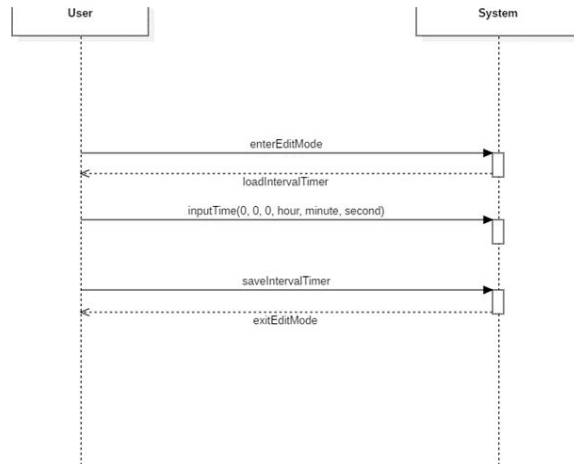 User
System
enterEditMode
loadIntervalTimer
inputTime(0, 0, 0, hour, minute, second)
saveIntervalTimer
exitEditMode